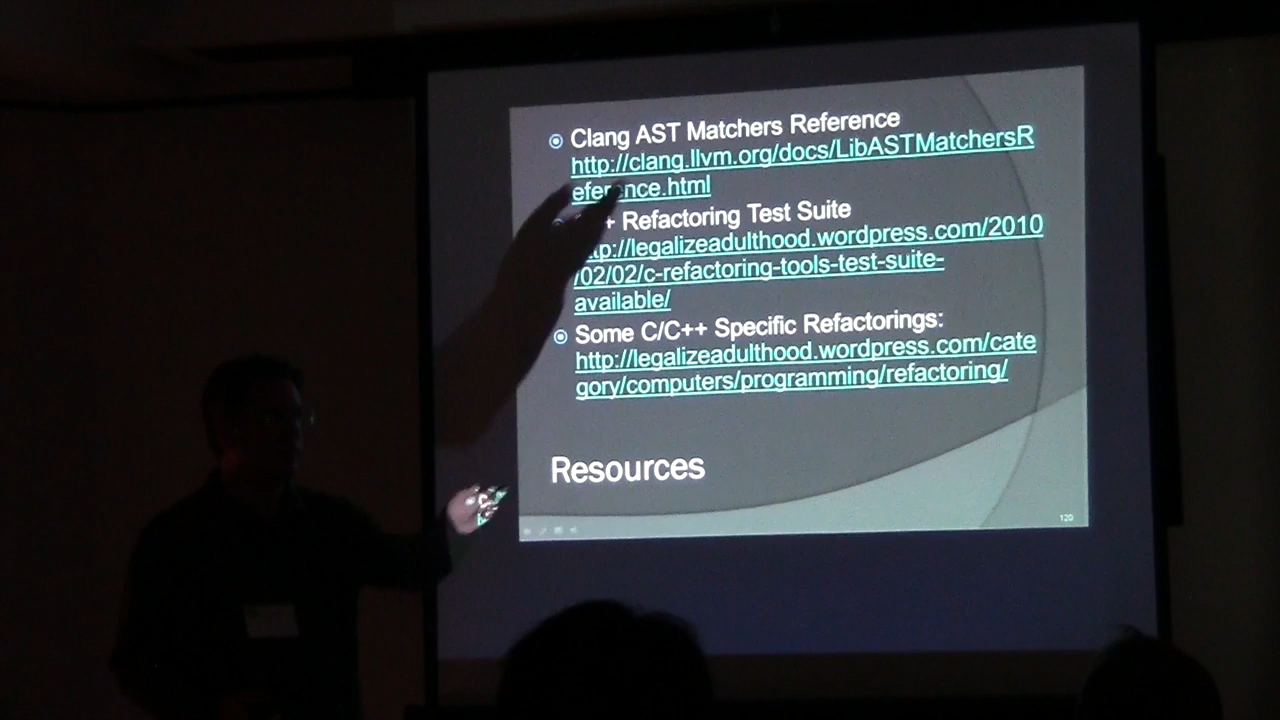 Clang AST Matchers Reference
http://clang.llvm.org/docs/LibASTMatchersR
eference.html
+ Refactoring Test Suite
tp://legalizeadulthood.wordpress.com/2010
/02/02/c-refactoring-tools-test-suite-
available/
Some C/C++ Specific Refactorings:
http://legalizeadulthood.wordpress.com/cate
gory/computers/programming/refactoring/
Resources
120